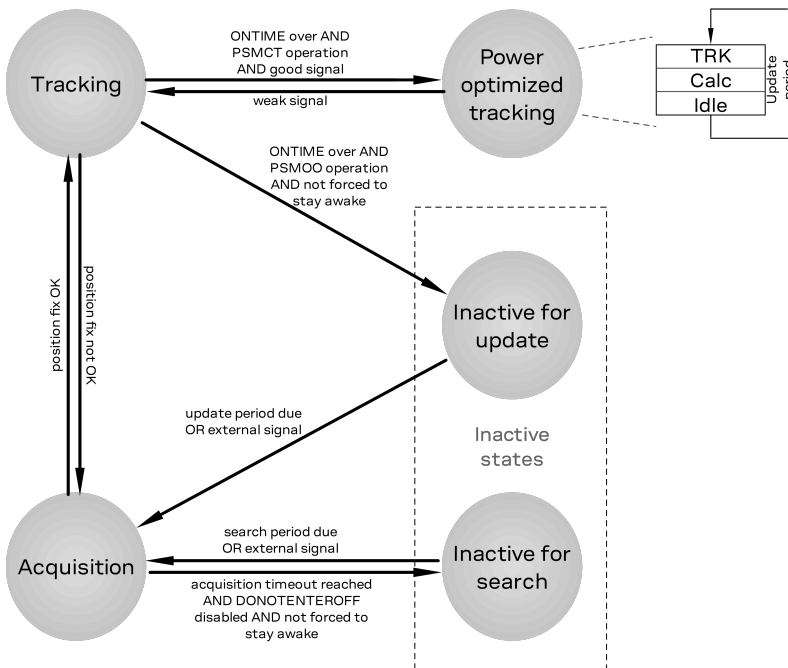 ONTIME over AND
PSMCT operation
AND good signal
Tracking
weak signal
Power
optimized
tracking
TRK
Calc
Idle
Update
period
ONTIME over AND
PSMOO operation
AND not forced to
stay awake
position fix OK
position fix not OK
Inactive for
update
update period due
OR external signal
Inactive
states
Acquisition
search period due
OR external signal
acquisition timeout reached
AND DONOTENTEROFF
disabled AND not forced to
stay awake
Inactive for
search